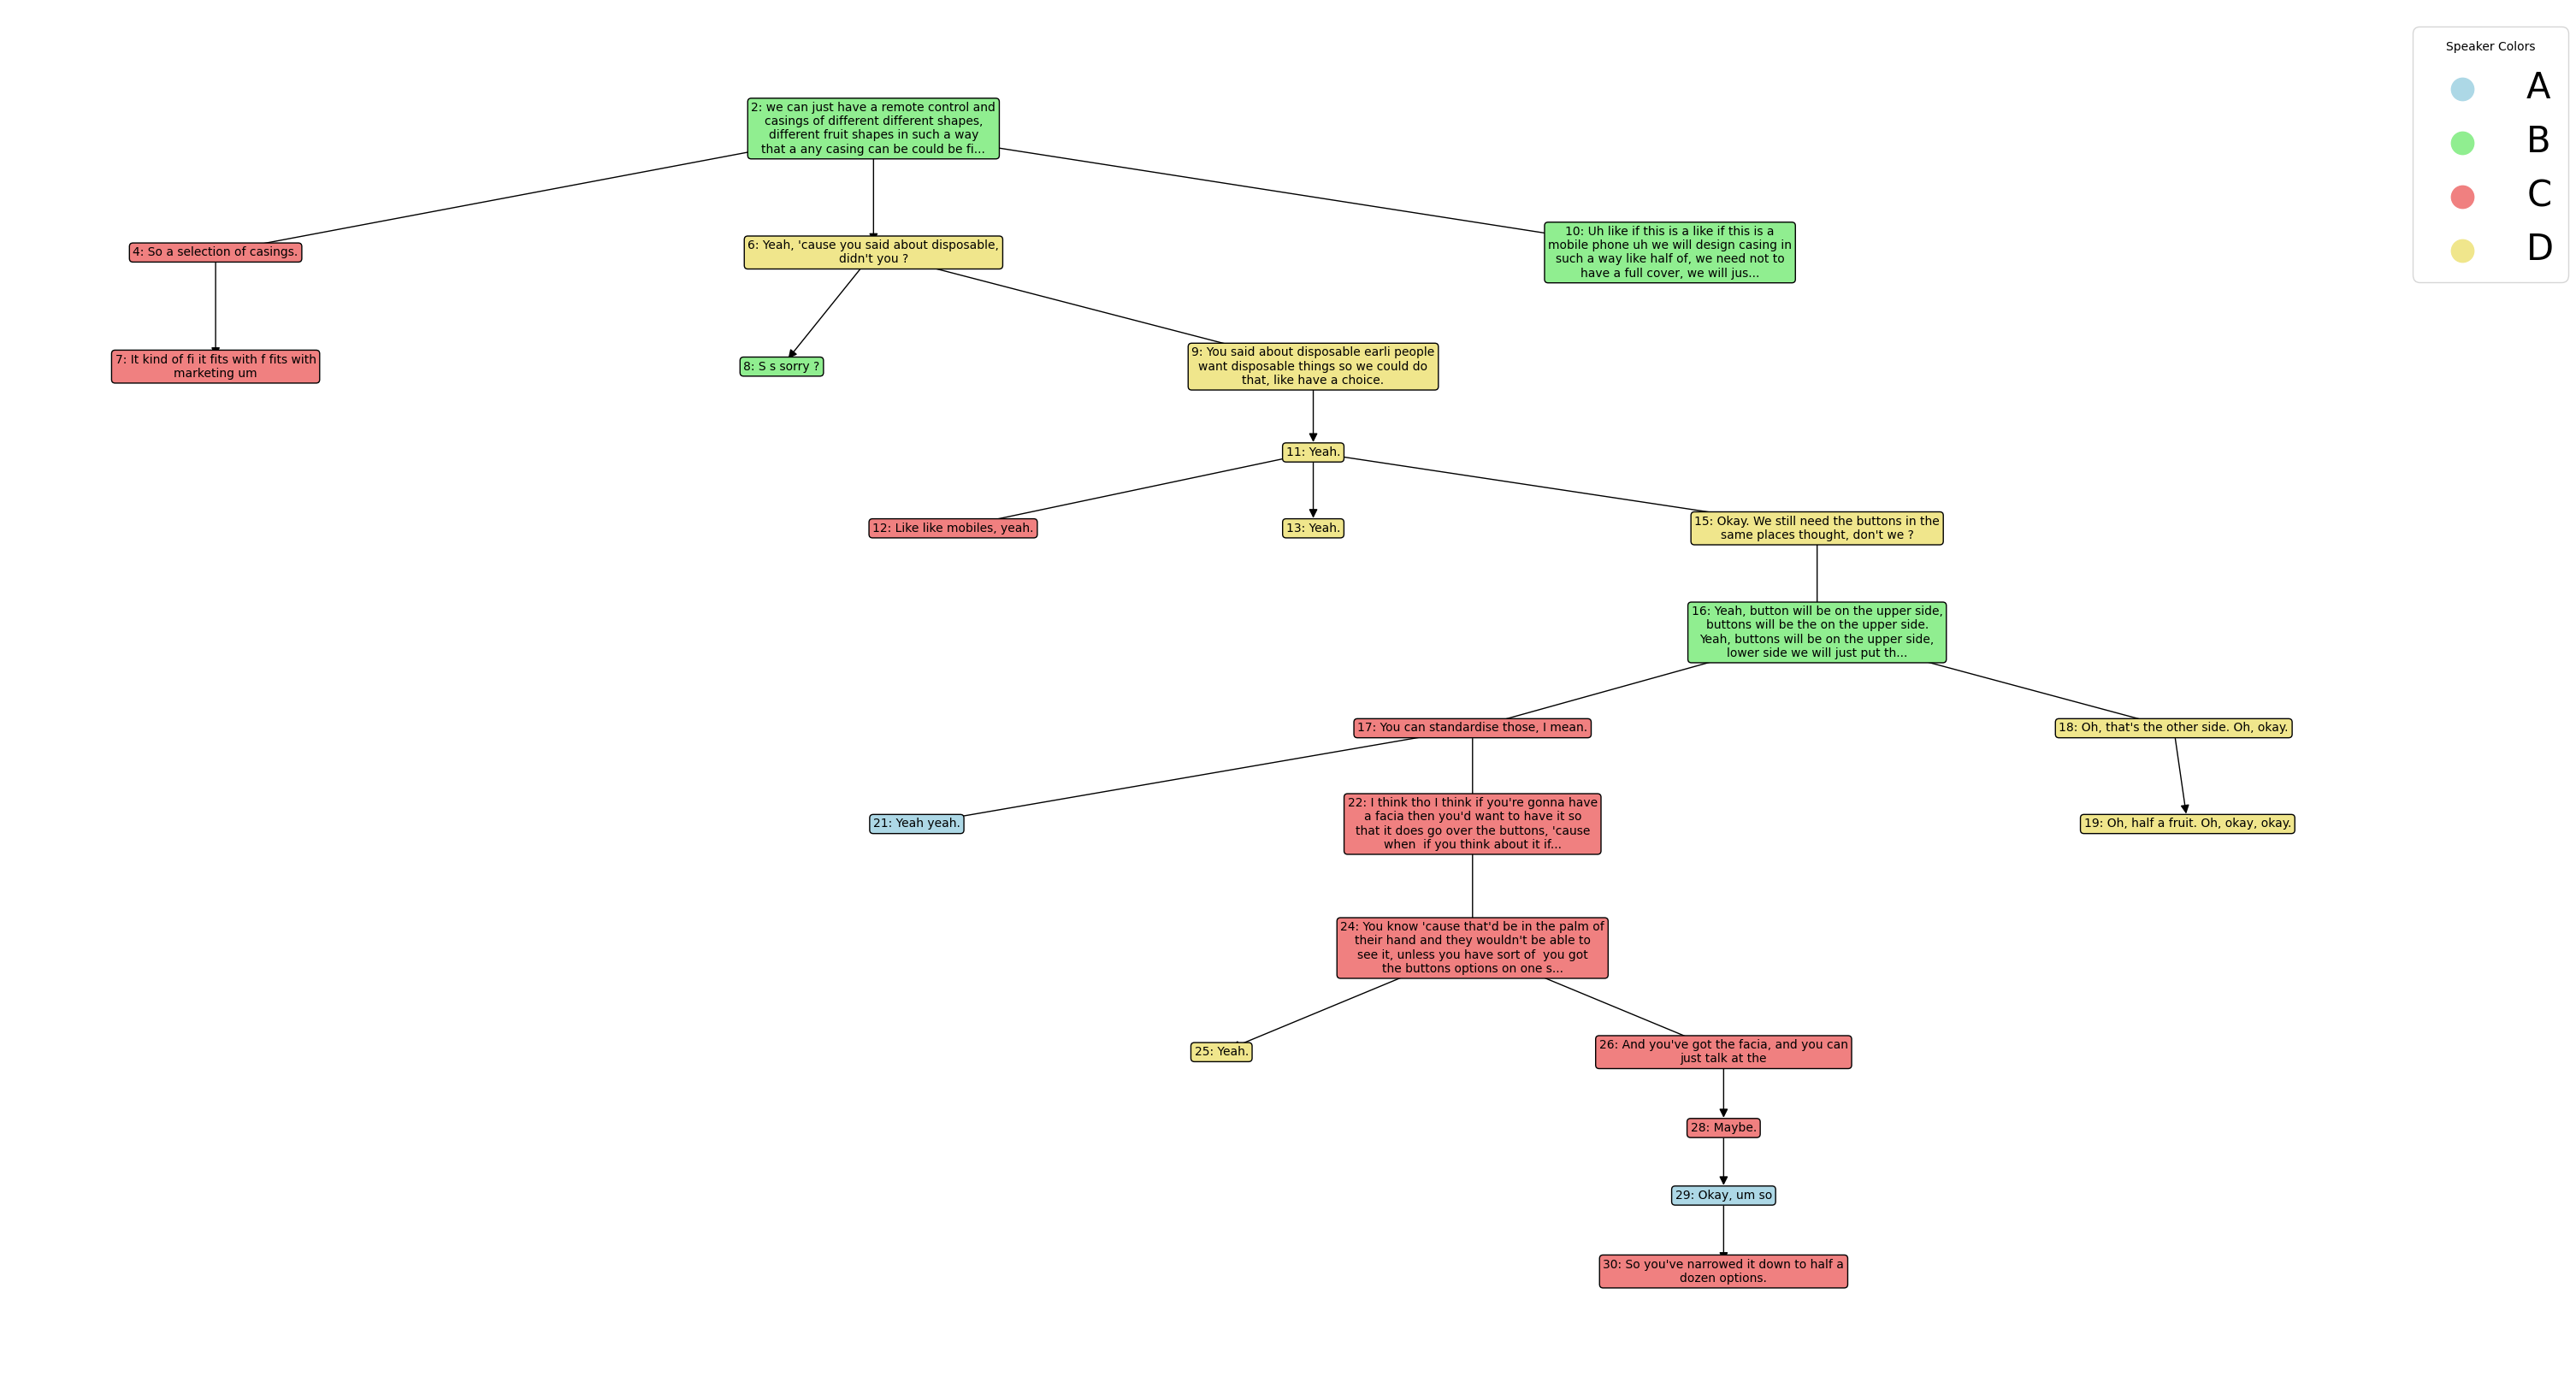 Speaker Colors
A
B
C
D
2: we can just have a remote control and
casings of different different shapes,
different fruit shapes in such a way
that a any casing can be could be fi...
4: So a selection of casings.
6: Yeah, 'cause you said about disposable,
didn't you ?
10: Uh like if this is a like if this is a
mobile phone uh we will design casing in
such a way like half of, we need not to
have a full cover, we will jus...
7: It kind of fi it fits with f fits with
marketing um
8: S s sorry ?
9: You said about disposable earli people
want disposable things so we could do
that, like have a choice.
11: Yeah.
12: Like like mobiles, yeah.
13: Yeah.
15: Okay. We still need the buttons in the
same places thought, don't we ?
16: Yeah, button will be on the upper side,
buttons will be the on the upper side.
Yeah, buttons will be on the upper side,
lower side we will just put th...
17: You can standardise those, I mean.
18: Oh, that's the other side. Oh, okay.
21: Yeah yeah.
22: I think tho I think if you're gonna have
a facia then you'd want to have it so
that it does go over the buttons, 'cause
when  if you think about it if...
19: Oh, half a fruit. Oh, okay, okay.
24: You know 'cause that'd be in the palm of
their hand and they wouldn't be able to
see it, unless you have sort of  you got
the buttons options on one s...
25: Yeah.
26: And you've got the facia, and you can
just talk at the
28: Maybe.
29: Okay, um so
30: So you've narrowed it down to half a
dozen options.